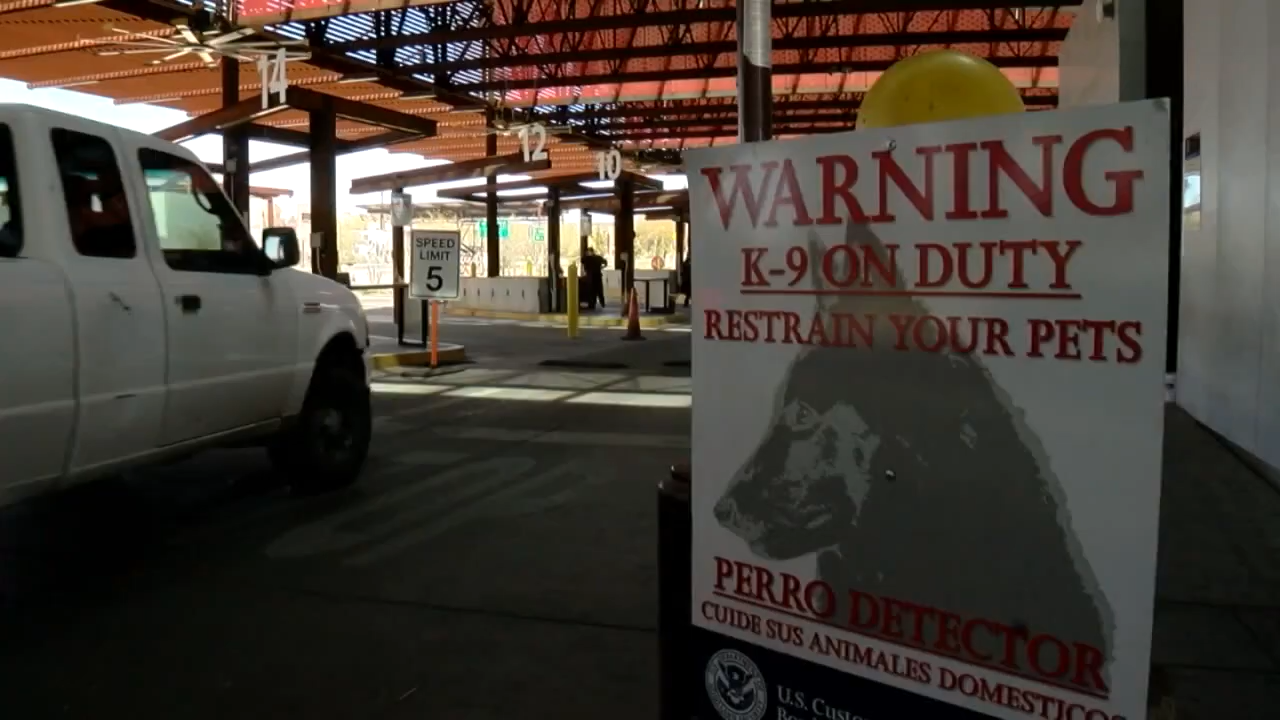 14
12
10
SPEED
LIMIT
5
WARNING
K-9 ON DUTY
RESTRAIN YOUR PETS
PERRO DETECTOR
CUIDE SUS ANIMALES DOMESTICOS
U.S. Custo